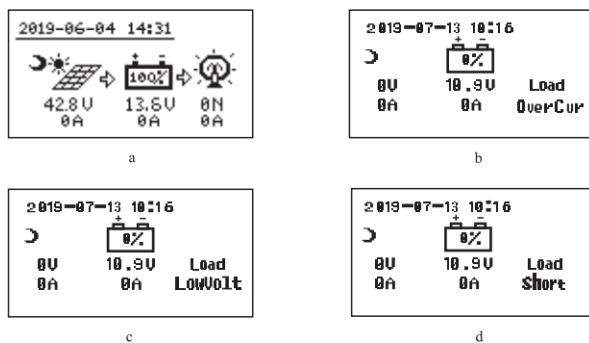 2019-06-04 14:31
100%
42.8V 13.6V ON
0A 0A 0A
a
2019-07-13 10:16
0%
0V 10.9V Load
0A 0A OverCur
b
2019-07-13 10:16
0%
0V 10.9V Load
0A 0A LowVolt
c
2019-07-13 10:16
0%
0V 10.9V Load
0A 0A Short
d